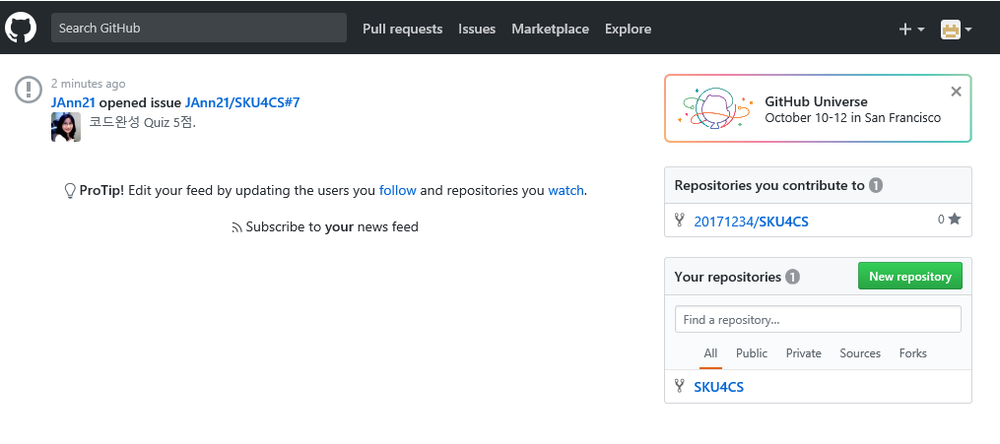 Search GitHub
Pull requests Issues Marketplace Explore
2 minutes ago
JAnn21 opened issue JAnn21/SKU4CS#7
코드완성 Quiz 5점.
ProTip! Edit your feed by updating the users you follow and repositories you watch.
Subscribe to your news feed
GitHub Universe
October 10-12 in San Francisco
Repositories you contribute to 1
20171234/SKU4CS 0
Your repositories 1 New repository
Find a repository...
All Public Private Sources Forks
SKU4CS